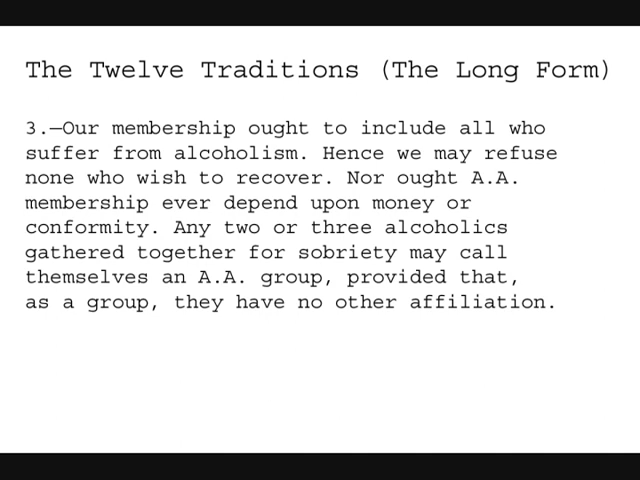 The Twelve Traditions (The Long Form)
3.—Our membership ought to include all who
suffer from alcoholism. Hence we may refuse
none who wish to recover. Nor ought A.A.
membership ever depend upon money or
conformity. Any two or three alcoholics
gathered together for sobriety may call
themselves an A.A. group, provided that,
as a group, they have no other affiliation.